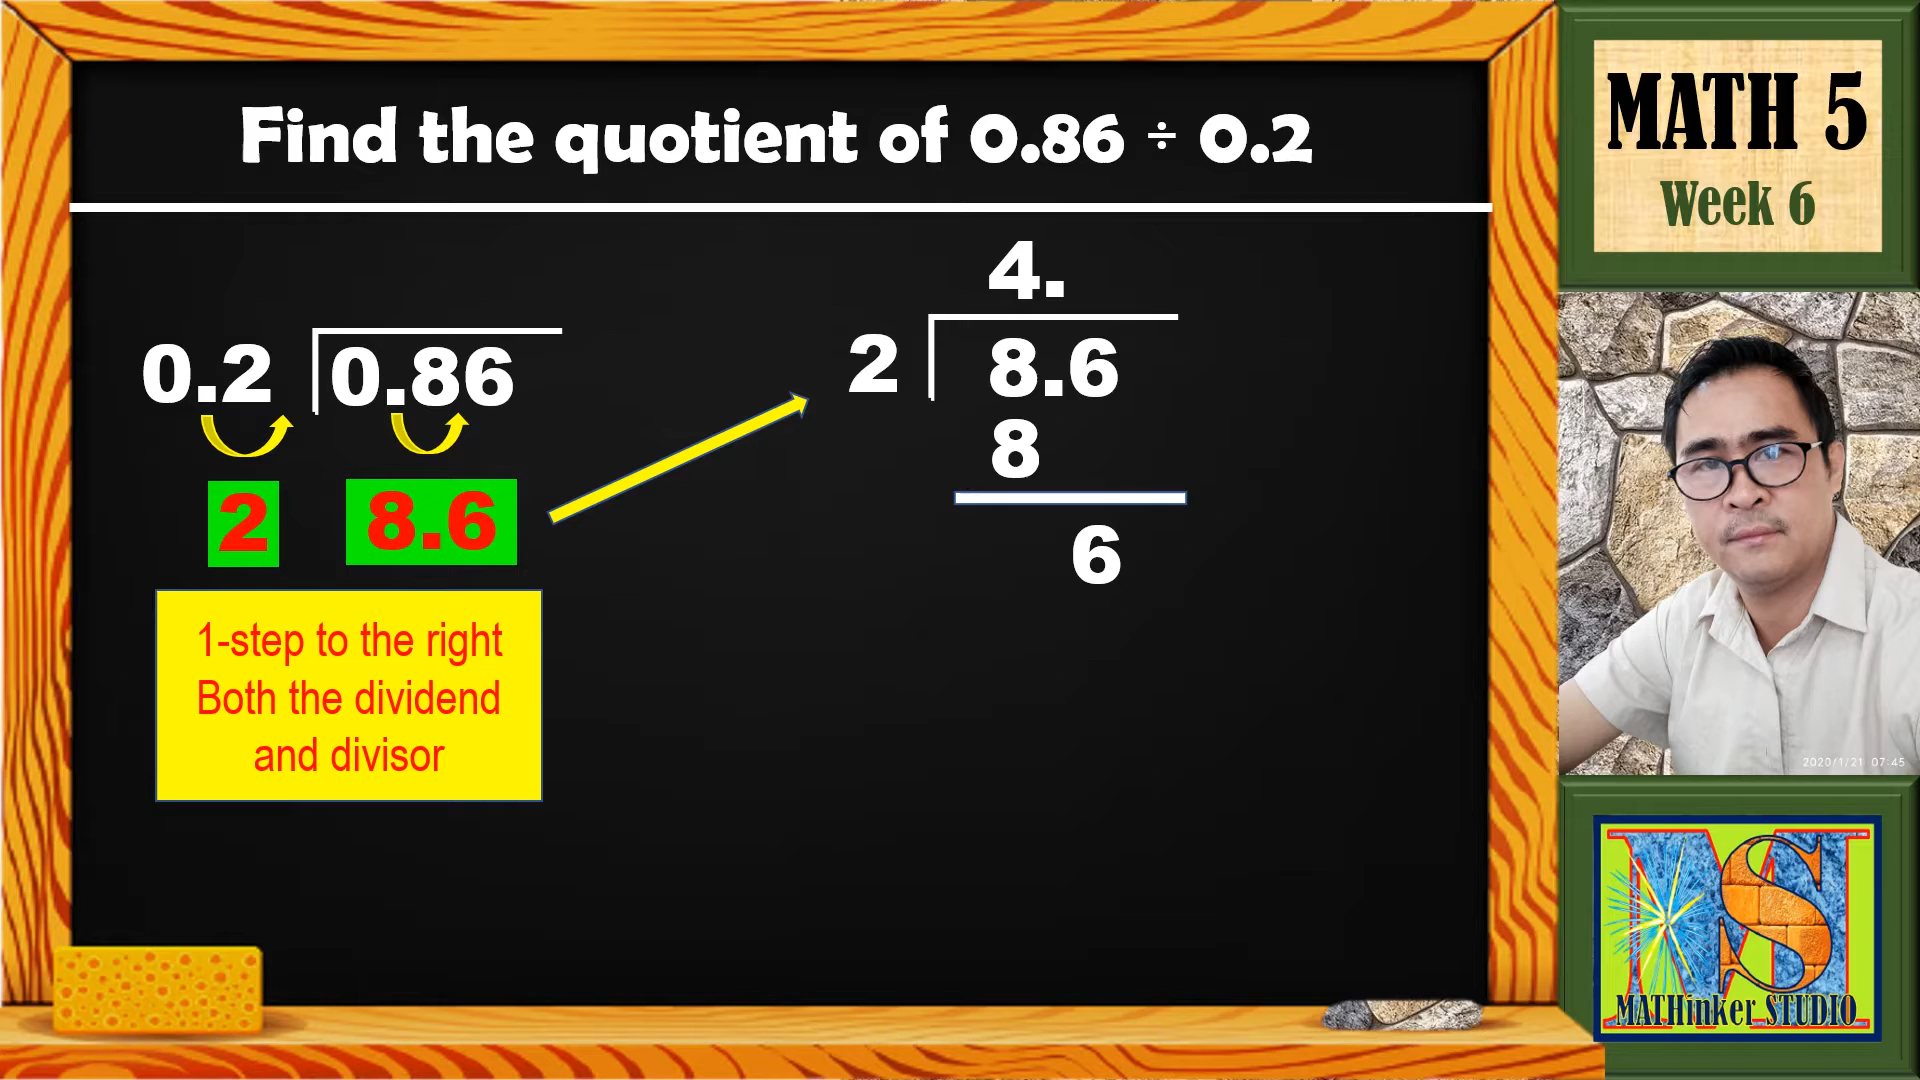 Find the quotient of 0.86 ÷ 0.2
0.2 0.86
2 8.6
1-step to the right
Both the dividend
and divisor
4.
2 8.6
8
6
MATH 5
Week 6
2020/1/21 07:45
MS
MATHinker STUDIO